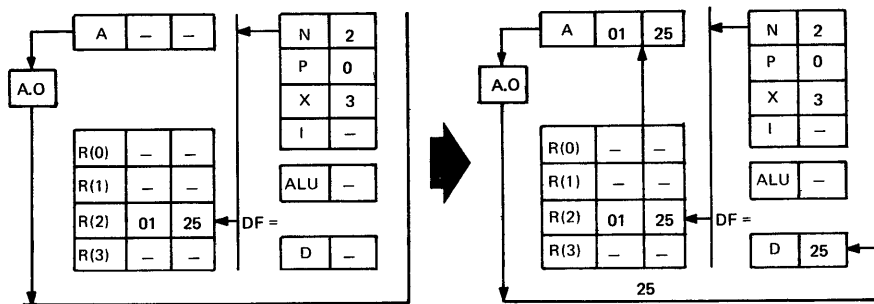 A – –
N 2
P 0
X 3
I –
A.O
R(0) – –
R(1) – –
R(2) 01 25
R(3) – –
ALU –
DF =
D –
A 01 25
N 2
P 0
X 3
I –
A.O
R(0) – –
R(1) – –
R(2) 01 25
R(3) – –
ALU –
DF =
D 25
25